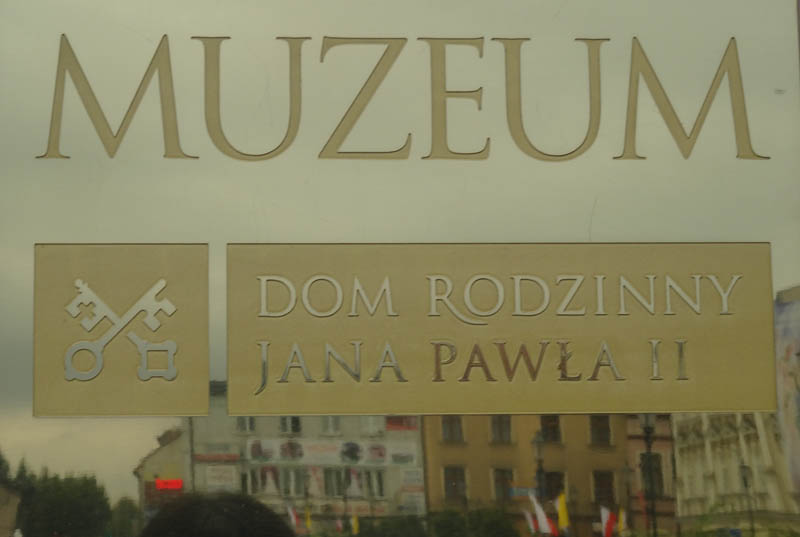 MUZEUM
DOM RODZINNY
JANA PAWŁA II